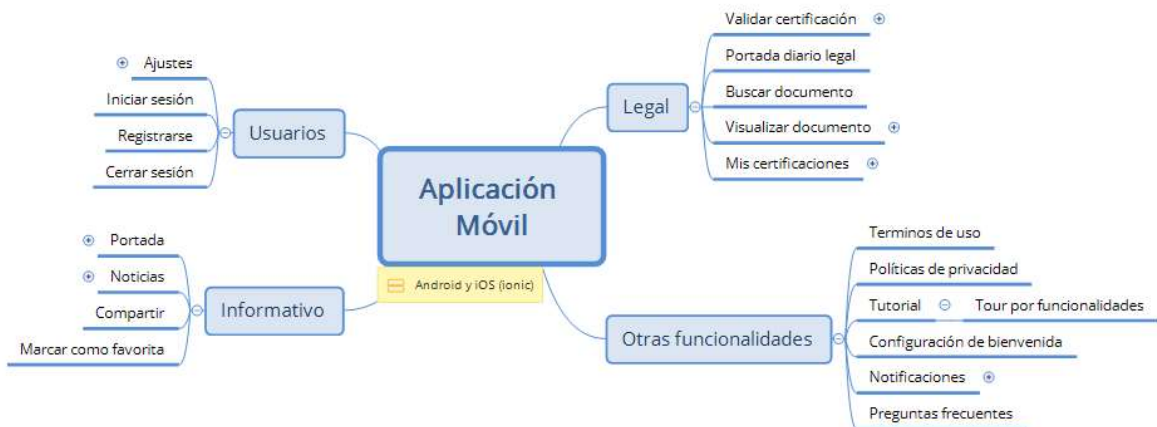 Aplicación
Móvil
Android y iOS (ionic)
Usuarios
Ajustes
Iniciar sesión
Registrarse
Cerrar sesión
Informativo
Portada
Noticias
Compartir
Marcar como favorita
Legal
Validar certificación
Portada diario legal
Buscar documento
Visualizar documento
Mis certificaciones
Otras funcionalidades
Terminos de uso
Políticas de privacidad
Tutorial
Tour por funcionalidades
Configuración de bienvenida
Notificaciones
Preguntas frecuentes